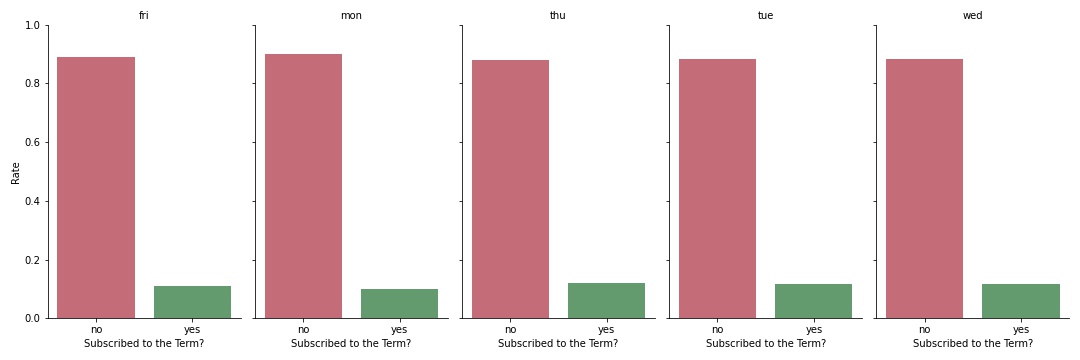 fri mon thu tue wed
1.0
0.8
0.6
0.4
0.2
0.0
Rate
no yes no yes no yes no yes no yes
Subscribed to the Term? Subscribed to the Term? Subscribed to the Term? Subscribed to the Term? Subscribed to the Term?